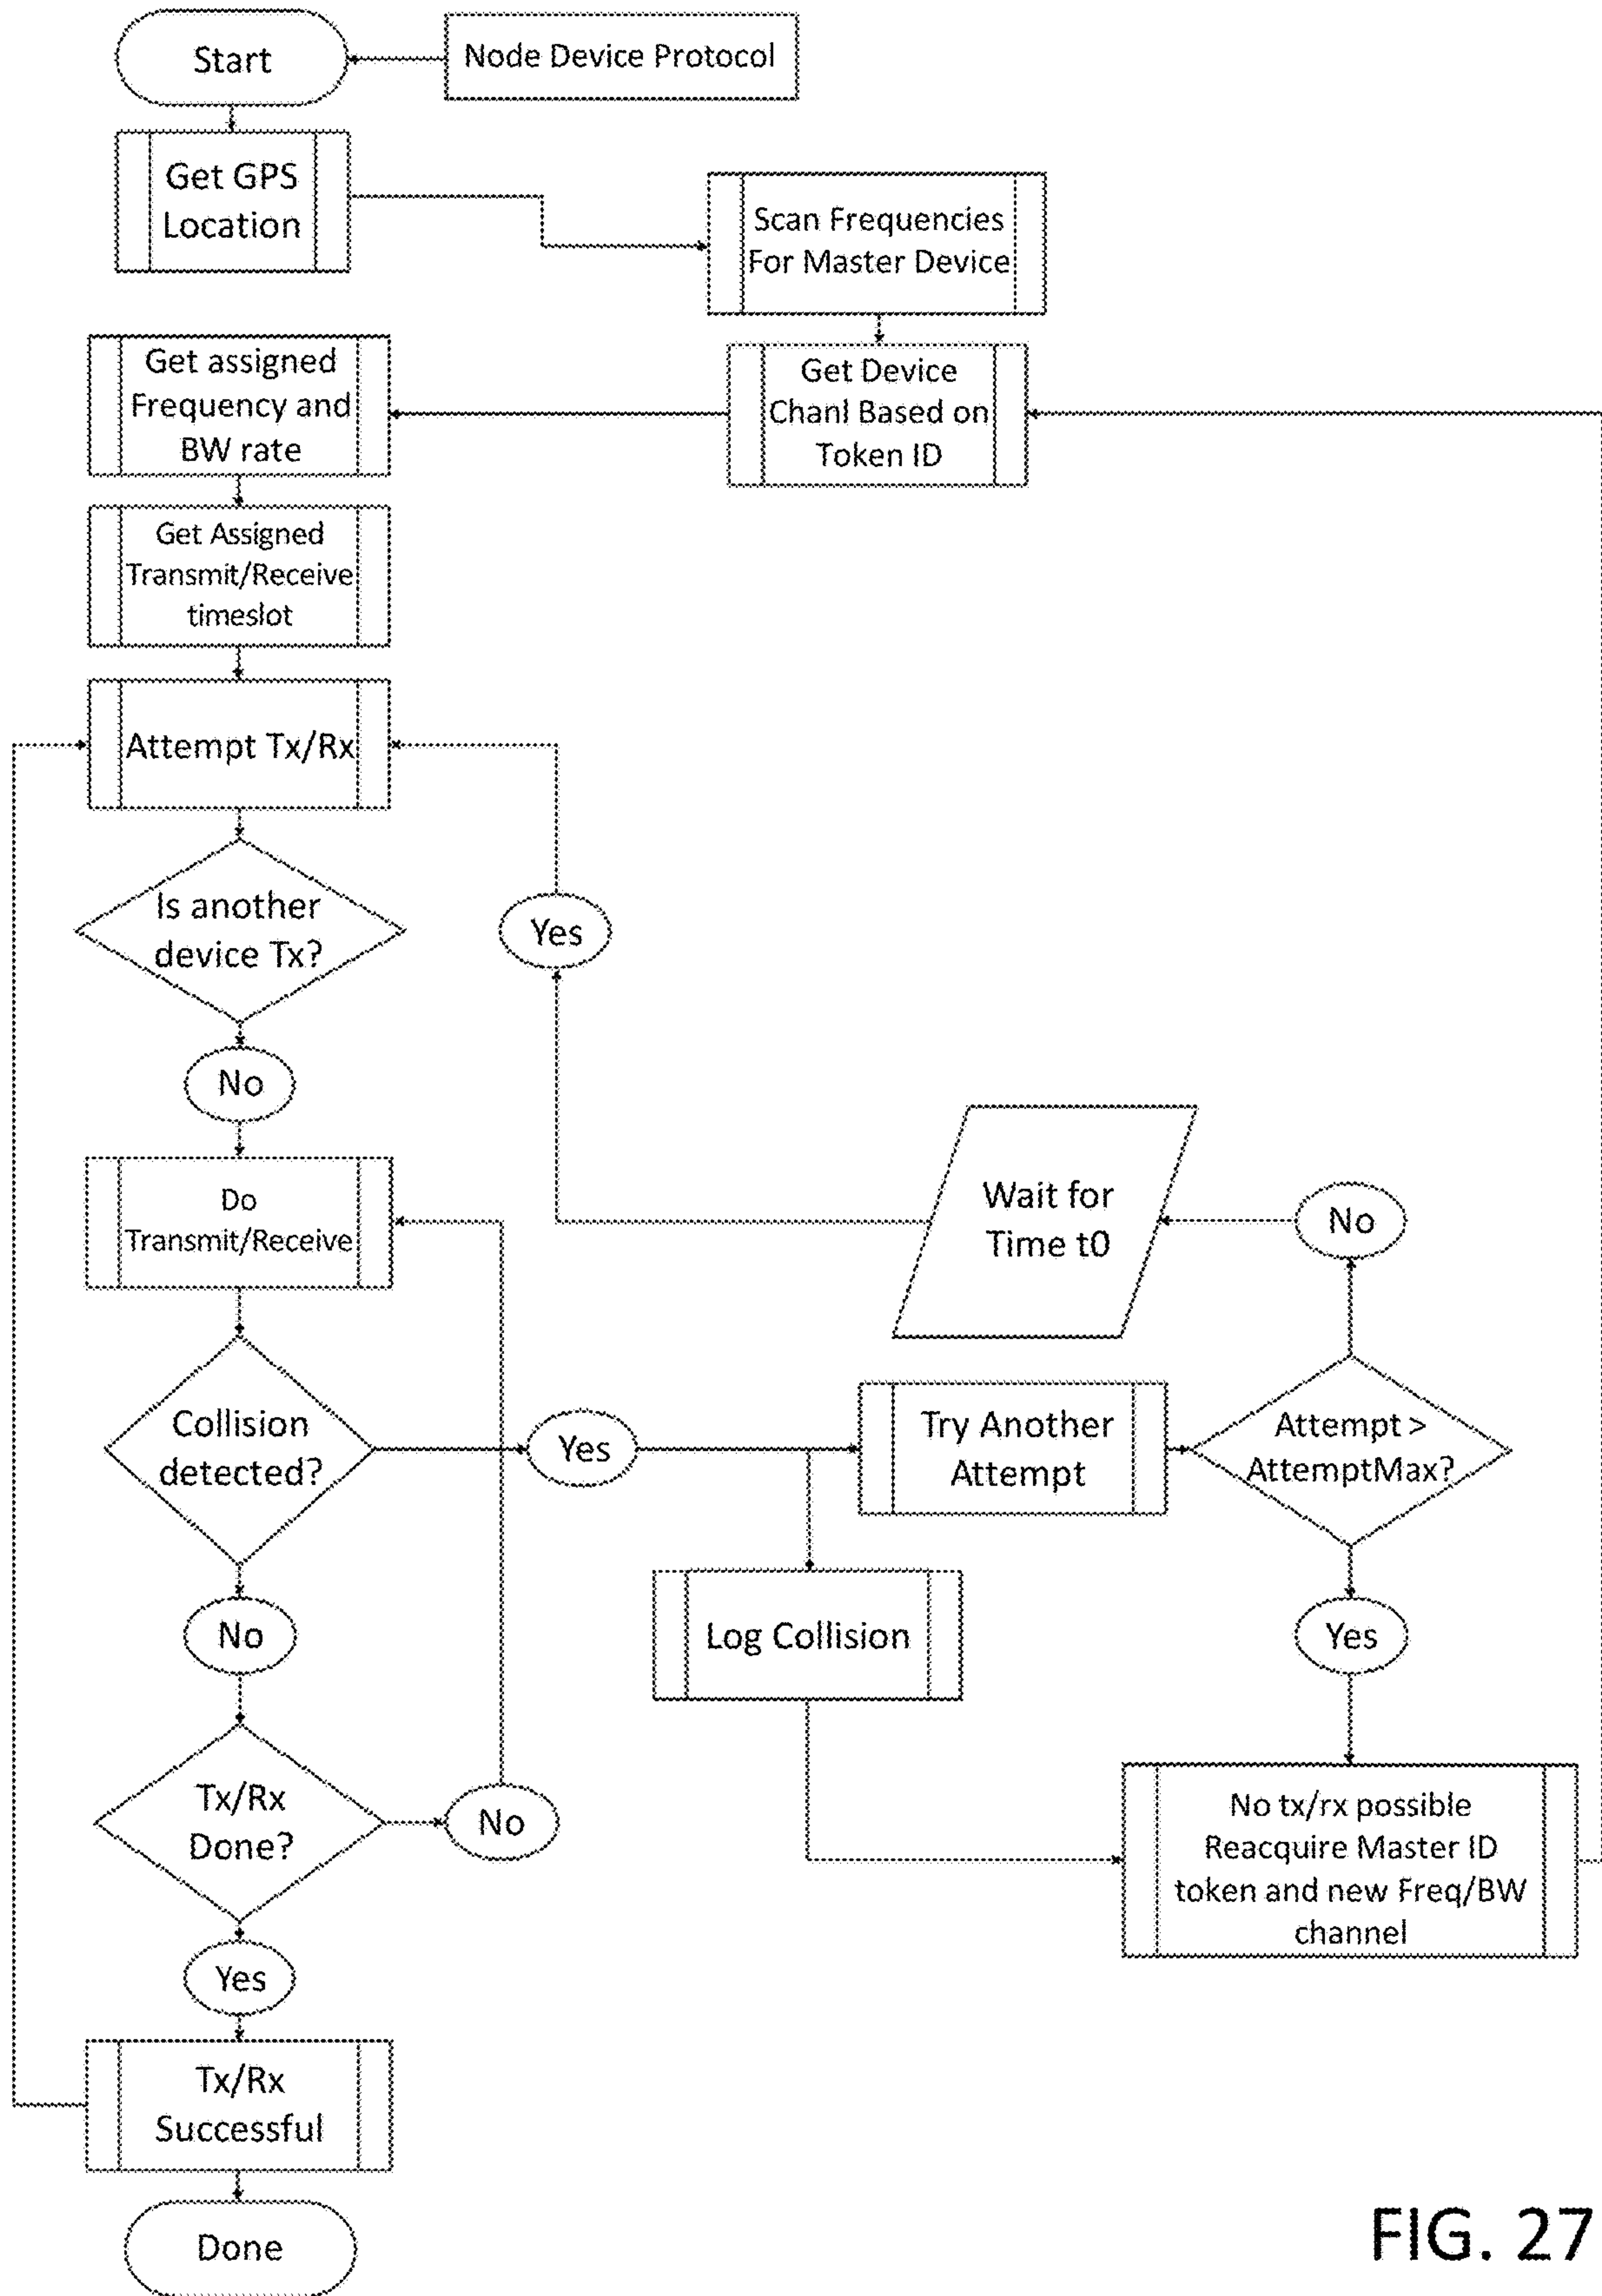 Start
Node Device Protocol
Get GPS
Location
Scan Frequencies
For Master Device
Get assigned
Frequency and
BW rate
Get Device
Chanl Based on
Token ID
Get Assigned
Transmit/Receive
timeslot
Attempt Tx/Rx
Is another
device Tx?
Yes
No
Do
Transmit/Receive
Wait for
Time t0
No
Collision
detected?
Yes
Try Another
Attempt
Attempt >
AttemptMax?
No
Log Collision
Yes
Tx/Rx
Done?
No
No tx/rx possible
Reacquire Master ID
token and new Freq/BW
channel
Yes
Tx/Rx
Successful
Done
FIG. 27